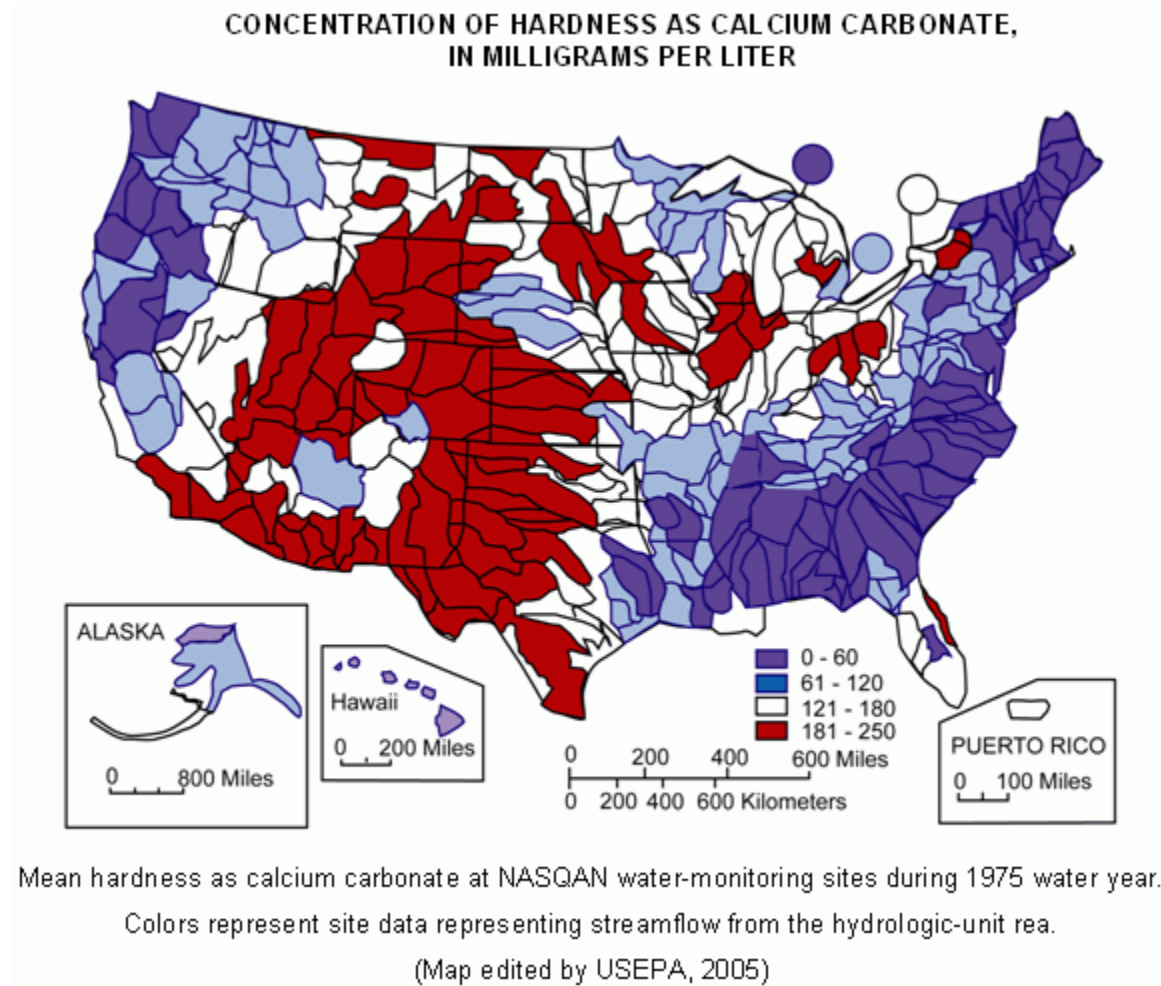 CONCENTRATION OF HARDNESS AS CALCIUM CARBONATE,
IN MILLIGRAMS PER LITER
ALASKA
0 800 Miles
Hawaii
0 200 Miles
0 - 60
61 - 120
121 - 180
181 - 250
0 200 400 600 Miles
0 200 400 600 Kilometers
PUERTO RICO
0 100 Miles
Mean hardness as calcium carbonate at NASQAN water-monitoring sites during 1975 water year.
Colors represent site data representing streamflow from the hydrologic-unit rea.
(Map edited by USEPA, 2005)